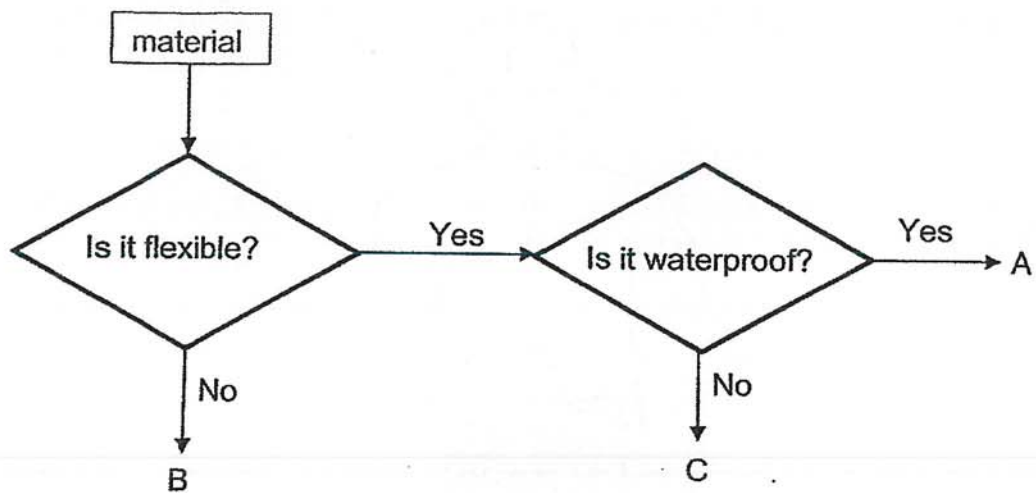 material
Is it flexible?
Yes
Is it waterproof?
Yes
A
No
No
B
C